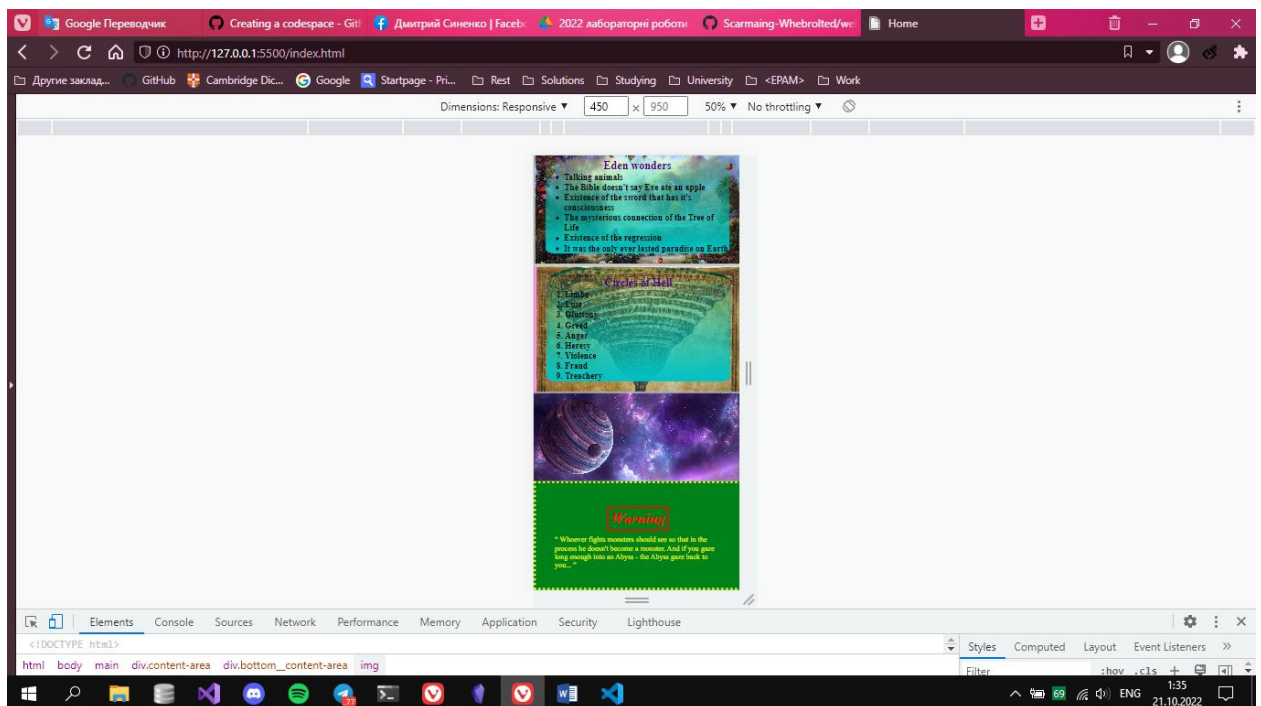 Google Переводчик
Creating a codespace - Git
Дмитрий Синенко | Facebo
2022 лабораторні роботи
Scarmaing-Whebrolted/we
Home
http://127.0.0.1:5500/index.html
Другие заклад...
GitHub
Cambridge Dic...
Google
Startpage - Pri...
Rest
Solutions
Studying
University
<EPAM>
Work
Dimensions: Responsive ▼ 450 × 950 50% ▼ No throttling ▼
Eden wonders
• Talking animals
• The Bible doesn't say Eve ate an apple
• Existence of the sword that has it's
consciousness
• The mysterious connection of the Tree of
Life
• Existence of the regression
• It was the only ever lasted paradise on Earth
Circles of Hell
1. Limbo
2. Lust
3. Gluttony
4. Greed
5. Anger
6. Heresy
7. Violence
8. Fraud
9. Treachery
Warning
“ Whoever fights monsters should see so that in the
process he doesn't become a monster. And if you gaze
long enough into an Abyss - the Abyss gaze back to
you... ”
Elements Console Sources Network Performance Memory Application Security Lighthouse
<!DOCTYPE html>
html body main div.content-area div.bottom__content-area img
Styles Computed Layout Event Listeners »
Filter :hov .cls +
77
69
ENG
1:35
21.10.2022